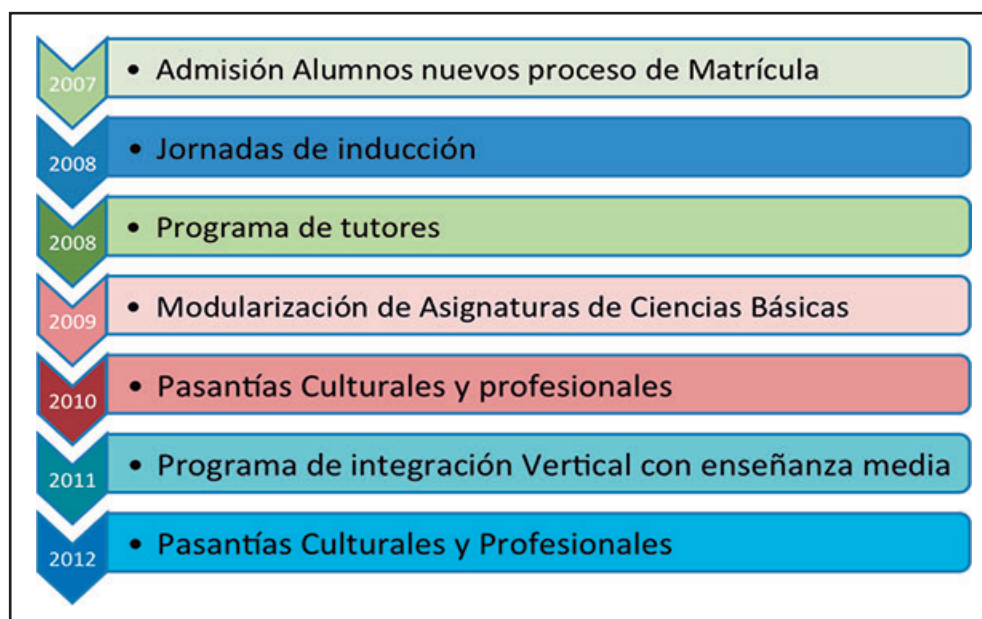 2007
• Admisión Alumnos nuevos proceso de Matrícula
2008
• Jornadas de inducción
2008
• Programa de tutores
2009
• Modularización de Asignaturas de Ciencias Básicas
2010
• Pasantías Culturales y profesionales
2011
• Programa de integración Vertical con enseñanza media
2012
• Pasantías Culturales y Profesionales